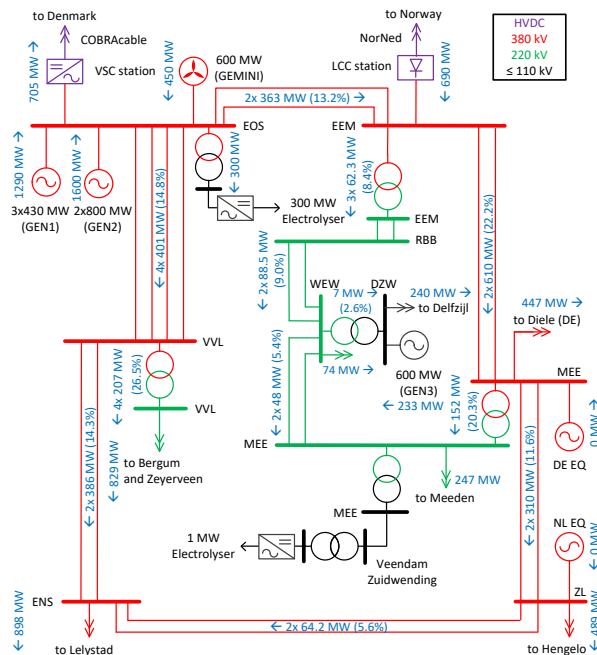 to Denmark
COBRAcable
VSC station
705 MW →
450 MW
←
600 MW
(GEMINI)
to Norway
NorNed
LCC station
← 690 MW
HVDC
380 kV
220 kV
≤ 110 kV
2x 363 MW (13.2%) →
EOS
EEM
1290 MW →
3x430 MW
(GEN1)
1600 MW →
2x800 MW
(GEN2)
← 4x 401 MW (14.8%)
300 MW
←
300 MW
Electrolyser
← 3x 62.3 MW
(8.4%)
EEM
RBB
← 2x 88.5 MW
(9.0%)
← 2x 610 MW (22.2%)
WEW
DZW
7 MW →
(2.6%)
240 MW →
to Delfzijl
447 MW →
to Diele (DE)
74 MW →
600 MW
(GEN3)
← 233 MW
← 2x 48 MW (5.4%)
VVL
← 4x 207 MW
(26.5%)
VVL
to Bergum
and Zeyerveen
← 2x 386 MW (14.3%)
← 829 MW
← 152 MW
(20.3%)
MEE
MEE
0 MW →
DE EQ
← 2x 310 MW (11.6%)
247 MW
←
to Meeden
MEE
1 MW
Electrolyser
Veendam
Zuidwending
NL EQ
← 0 MW
ENS
ZL
← 898 MW
to Lelystad
← 2x 64.2 MW (5.6%)
to Hengelo
← 489 MW